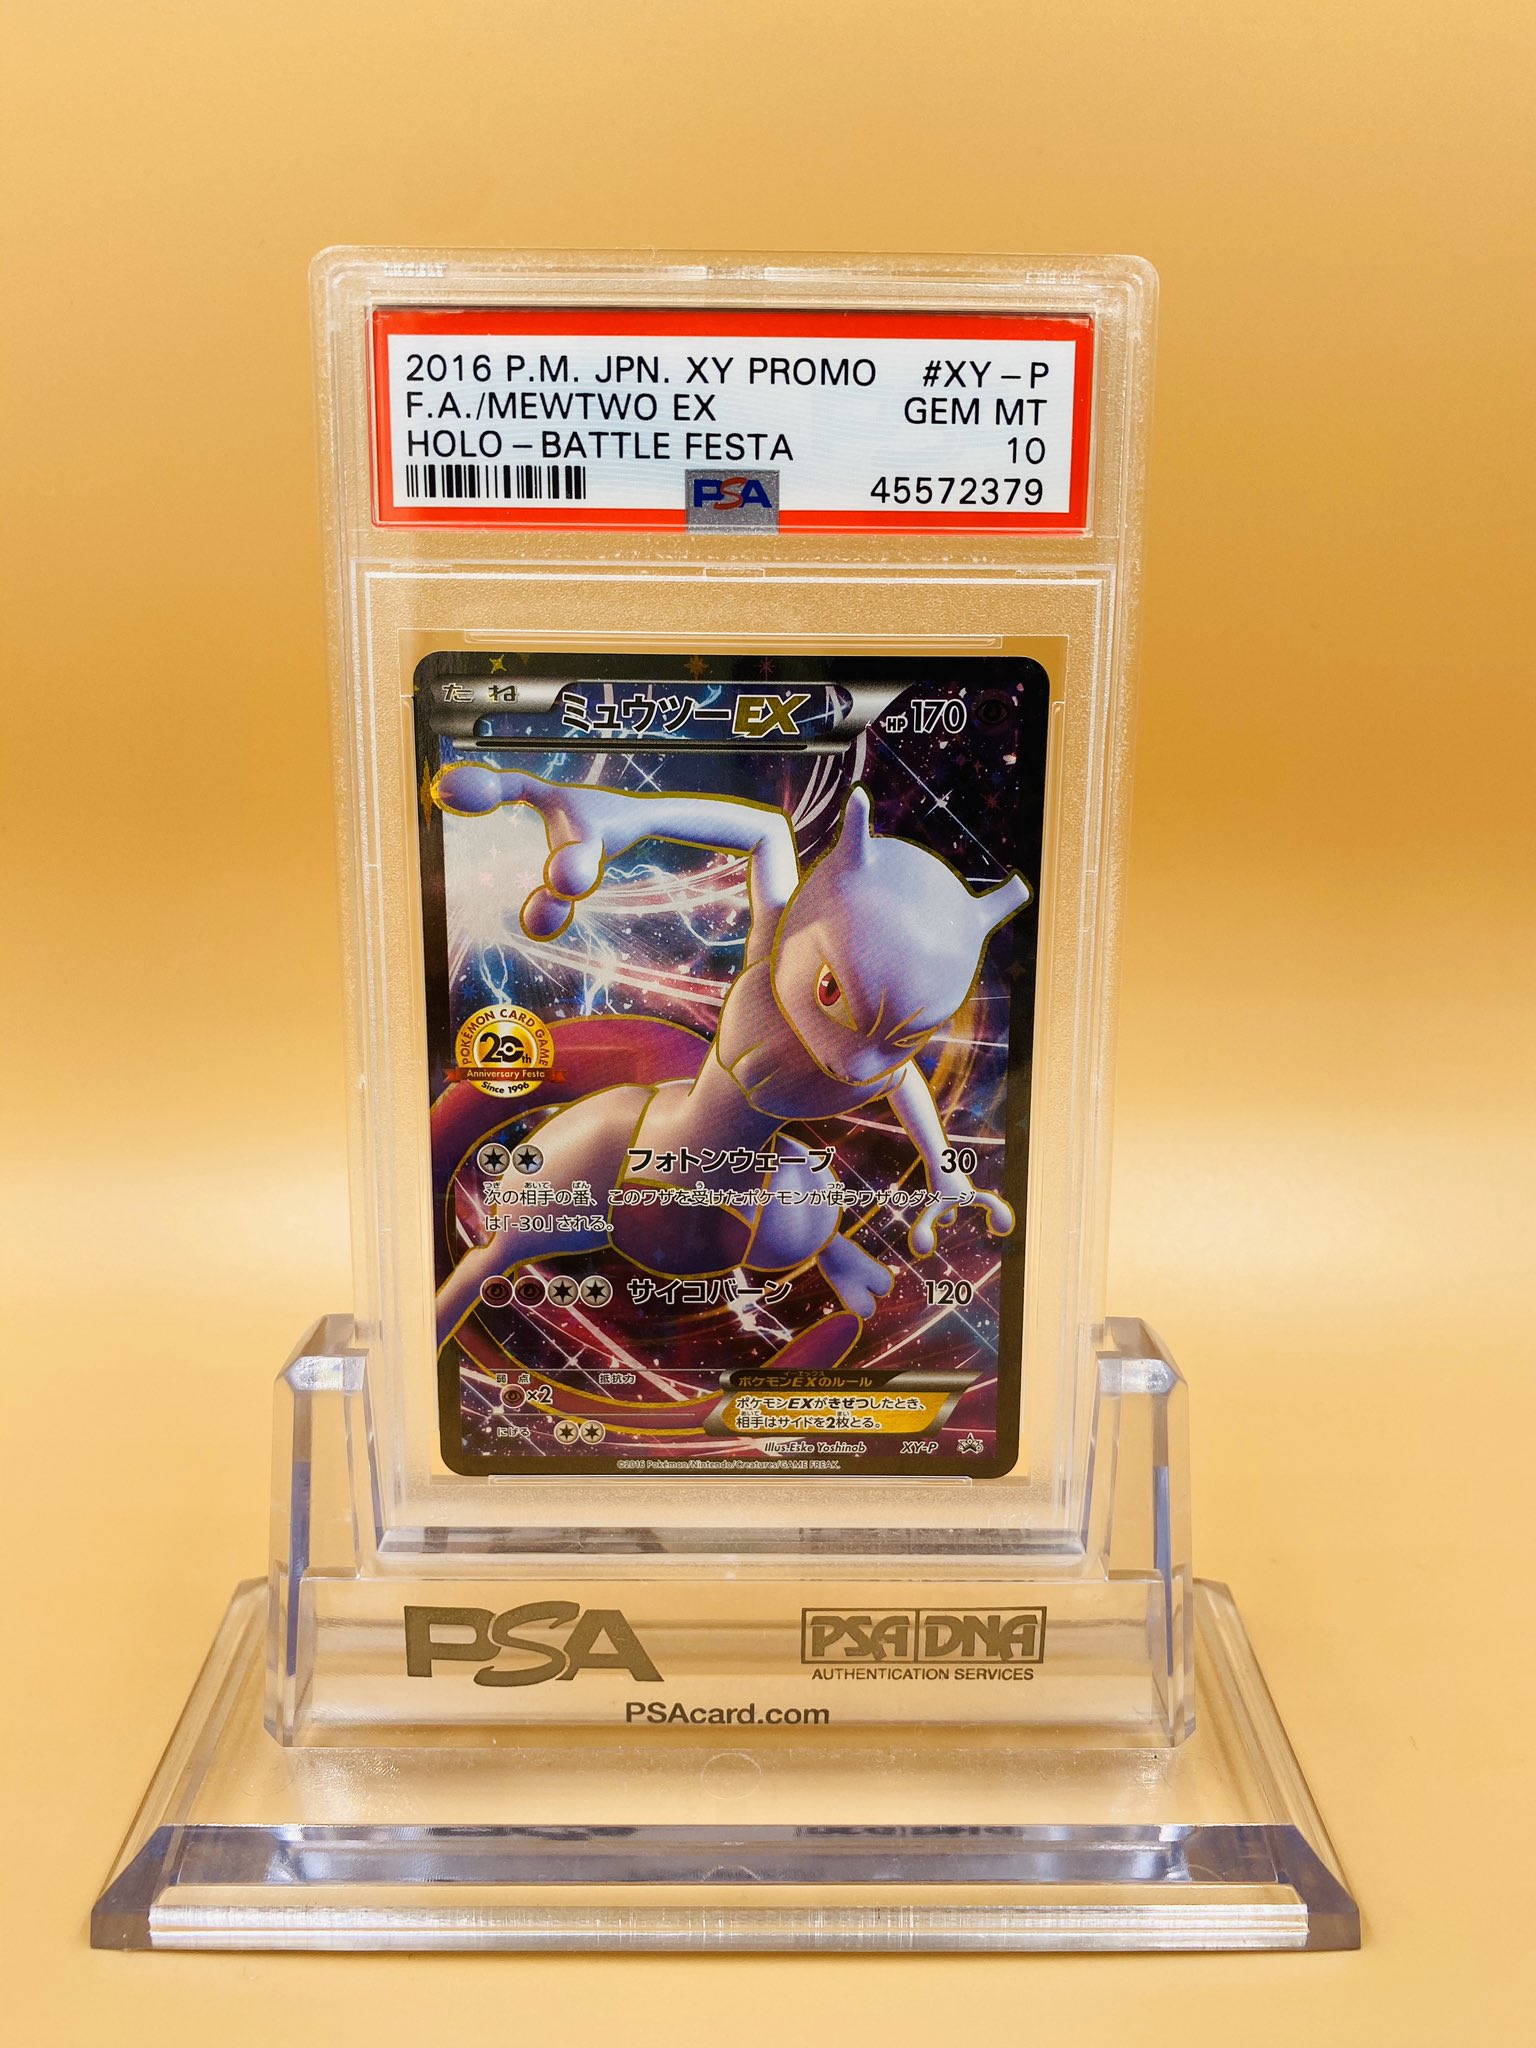 2016 P.M. JPN. XY PROMO #XY-P
F.A./MEWTWO EX GEM MT
HOLO-BATTLE FESTA 10
PSA 45572379
たね ミュウツーEX HP170
POKÉMON CARD GAME
20th
Anniversary Festa
Since 1996
フォトンウェーブ 30
次の相手の番、このワザを受けたポケモンが使うワザのダメージ
は「-30」される。
サイコバーン 120
弱点 抵抗力
×2
にげる
ポケモンEXのルール
ポケモンEXがきぜつしたとき、
相手はサイドを2枚とる。
Illus.Eske Yoshinob XY-P
©2016 Pokémon/Nintendo/Creatures/GAME FREAK.
PSA PSA DNA
AUTHENTICATION SERVICES
PSAcard.com